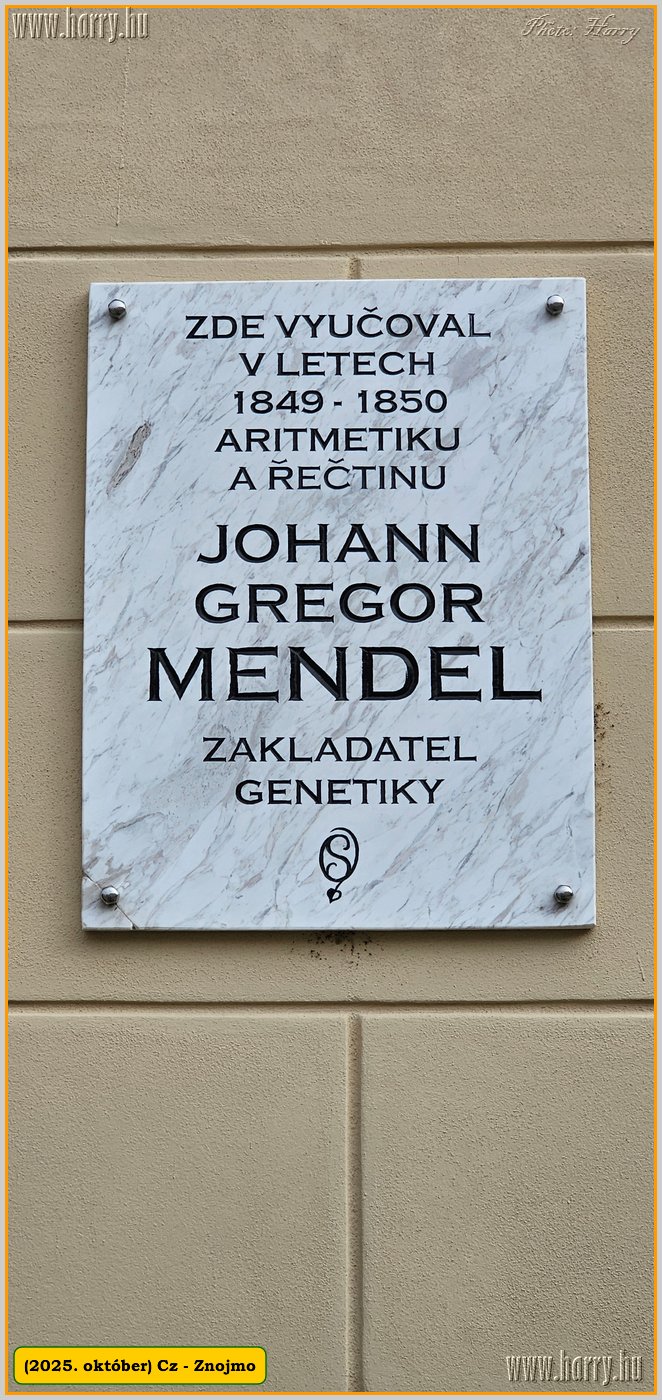 www.harry.hu
Photo: Harry
ZDE VYUČOVAL
V LETECH
1849 - 1850
ARITMETIKU
A ŘEČTINU
JOHANN
GREGOR
MENDEL
ZAKLADATEL
GENETIKY
S
(2025. október) Cz - Znojmo
www.harry.hu